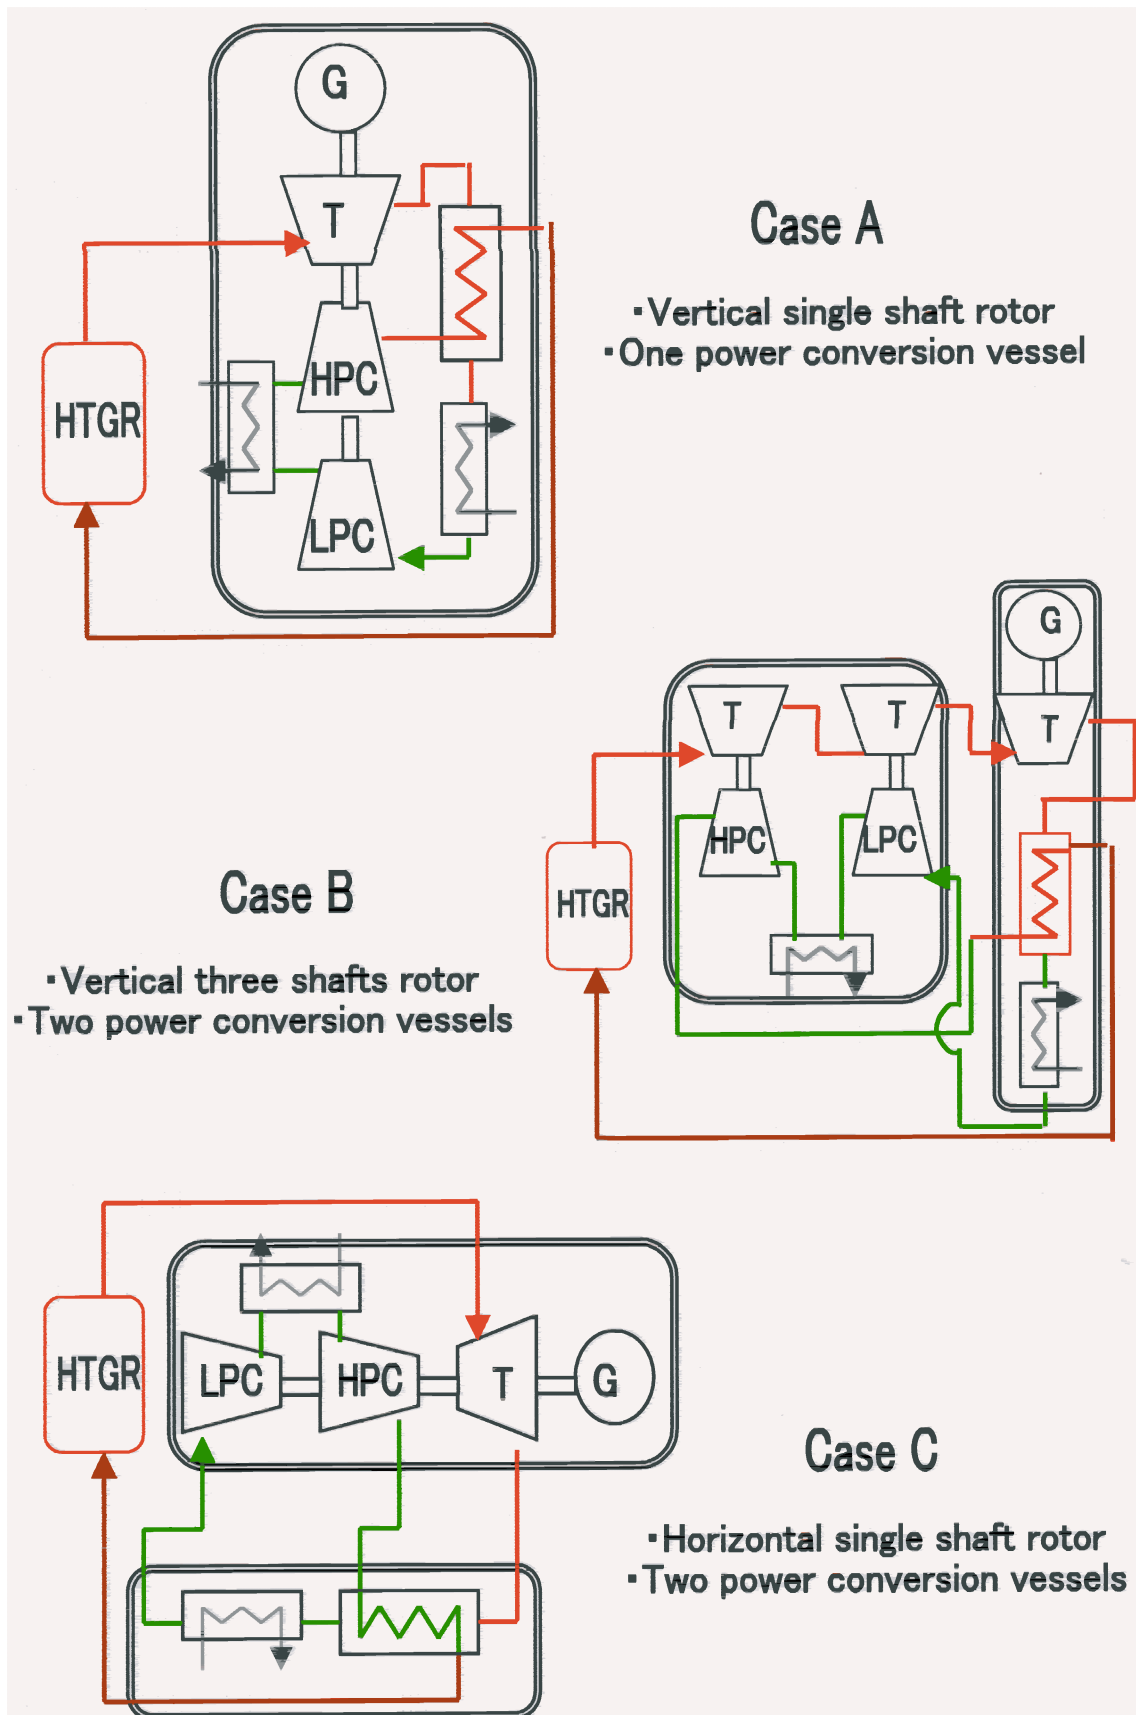 G
T
Case A
・Vertical single shaft rotor
・One power conversion vessel
HPC
HTGR
LPC
G
T
T
T
HPC
LPC
HTGR
Case B
・Vertical three shafts rotor
・Two power conversion vessels
HTGR
LPC
HPC
T
G
Case C
・Horizontal single shaft rotor
・Two power conversion vessels